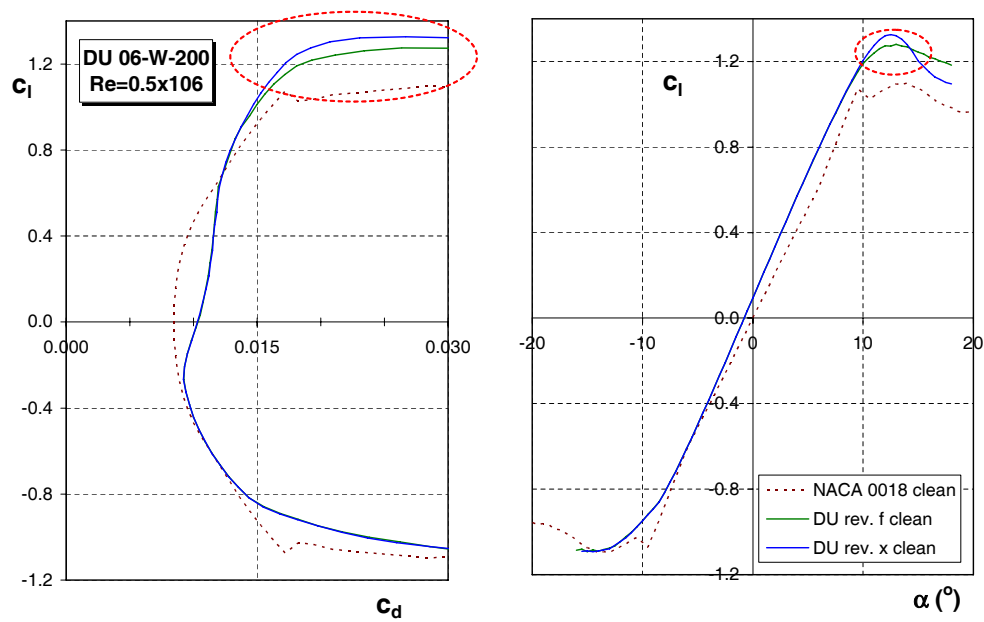 DU 06-W-200
Re=0.5x106
cl
1.2
0.8
0.4
0.0
-0.4
-0.8
-1.2
0.000
0.015
0.030
cd
cl
1.2
0.8
0.4
0.0
-0.4
-0.8
-1.2
-20
-10
0
10
20
NACA 0018 clean
DU rev. f clean
DU rev. x clean
α (º)